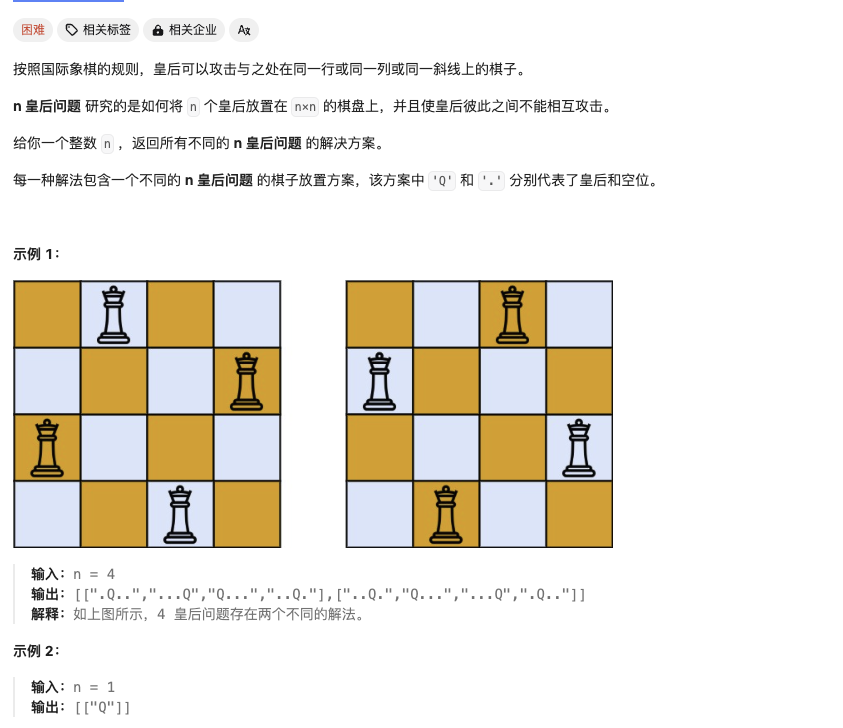 困难 相关标签 相关企业 A文
按照国际象棋的规则，皇后可以攻击与之处在同一行或同一列或同一斜线上的棋子。
n 皇后问题 研究的是如何将 n 个皇后放置在 n×n 的棋盘上，并且使皇后彼此之间不能相互攻击。
给你一个整数 n ，返回所有不同的 n 皇后问题 的解决方案。
每一种解法包含一个不同的 n 皇后问题 的棋子放置方案，该方案中 'Q' 和 '.' 分别代表了皇后和空位。
示例 1：
输入：n = 4
输出：[[".Q..","...Q","Q...","..Q."],["..Q.","Q...","...Q",".Q.."]]
解释：如上图所示，4 皇后问题存在两个不同的解法。
示例 2：
输入：n = 1
输出：[["Q"]]